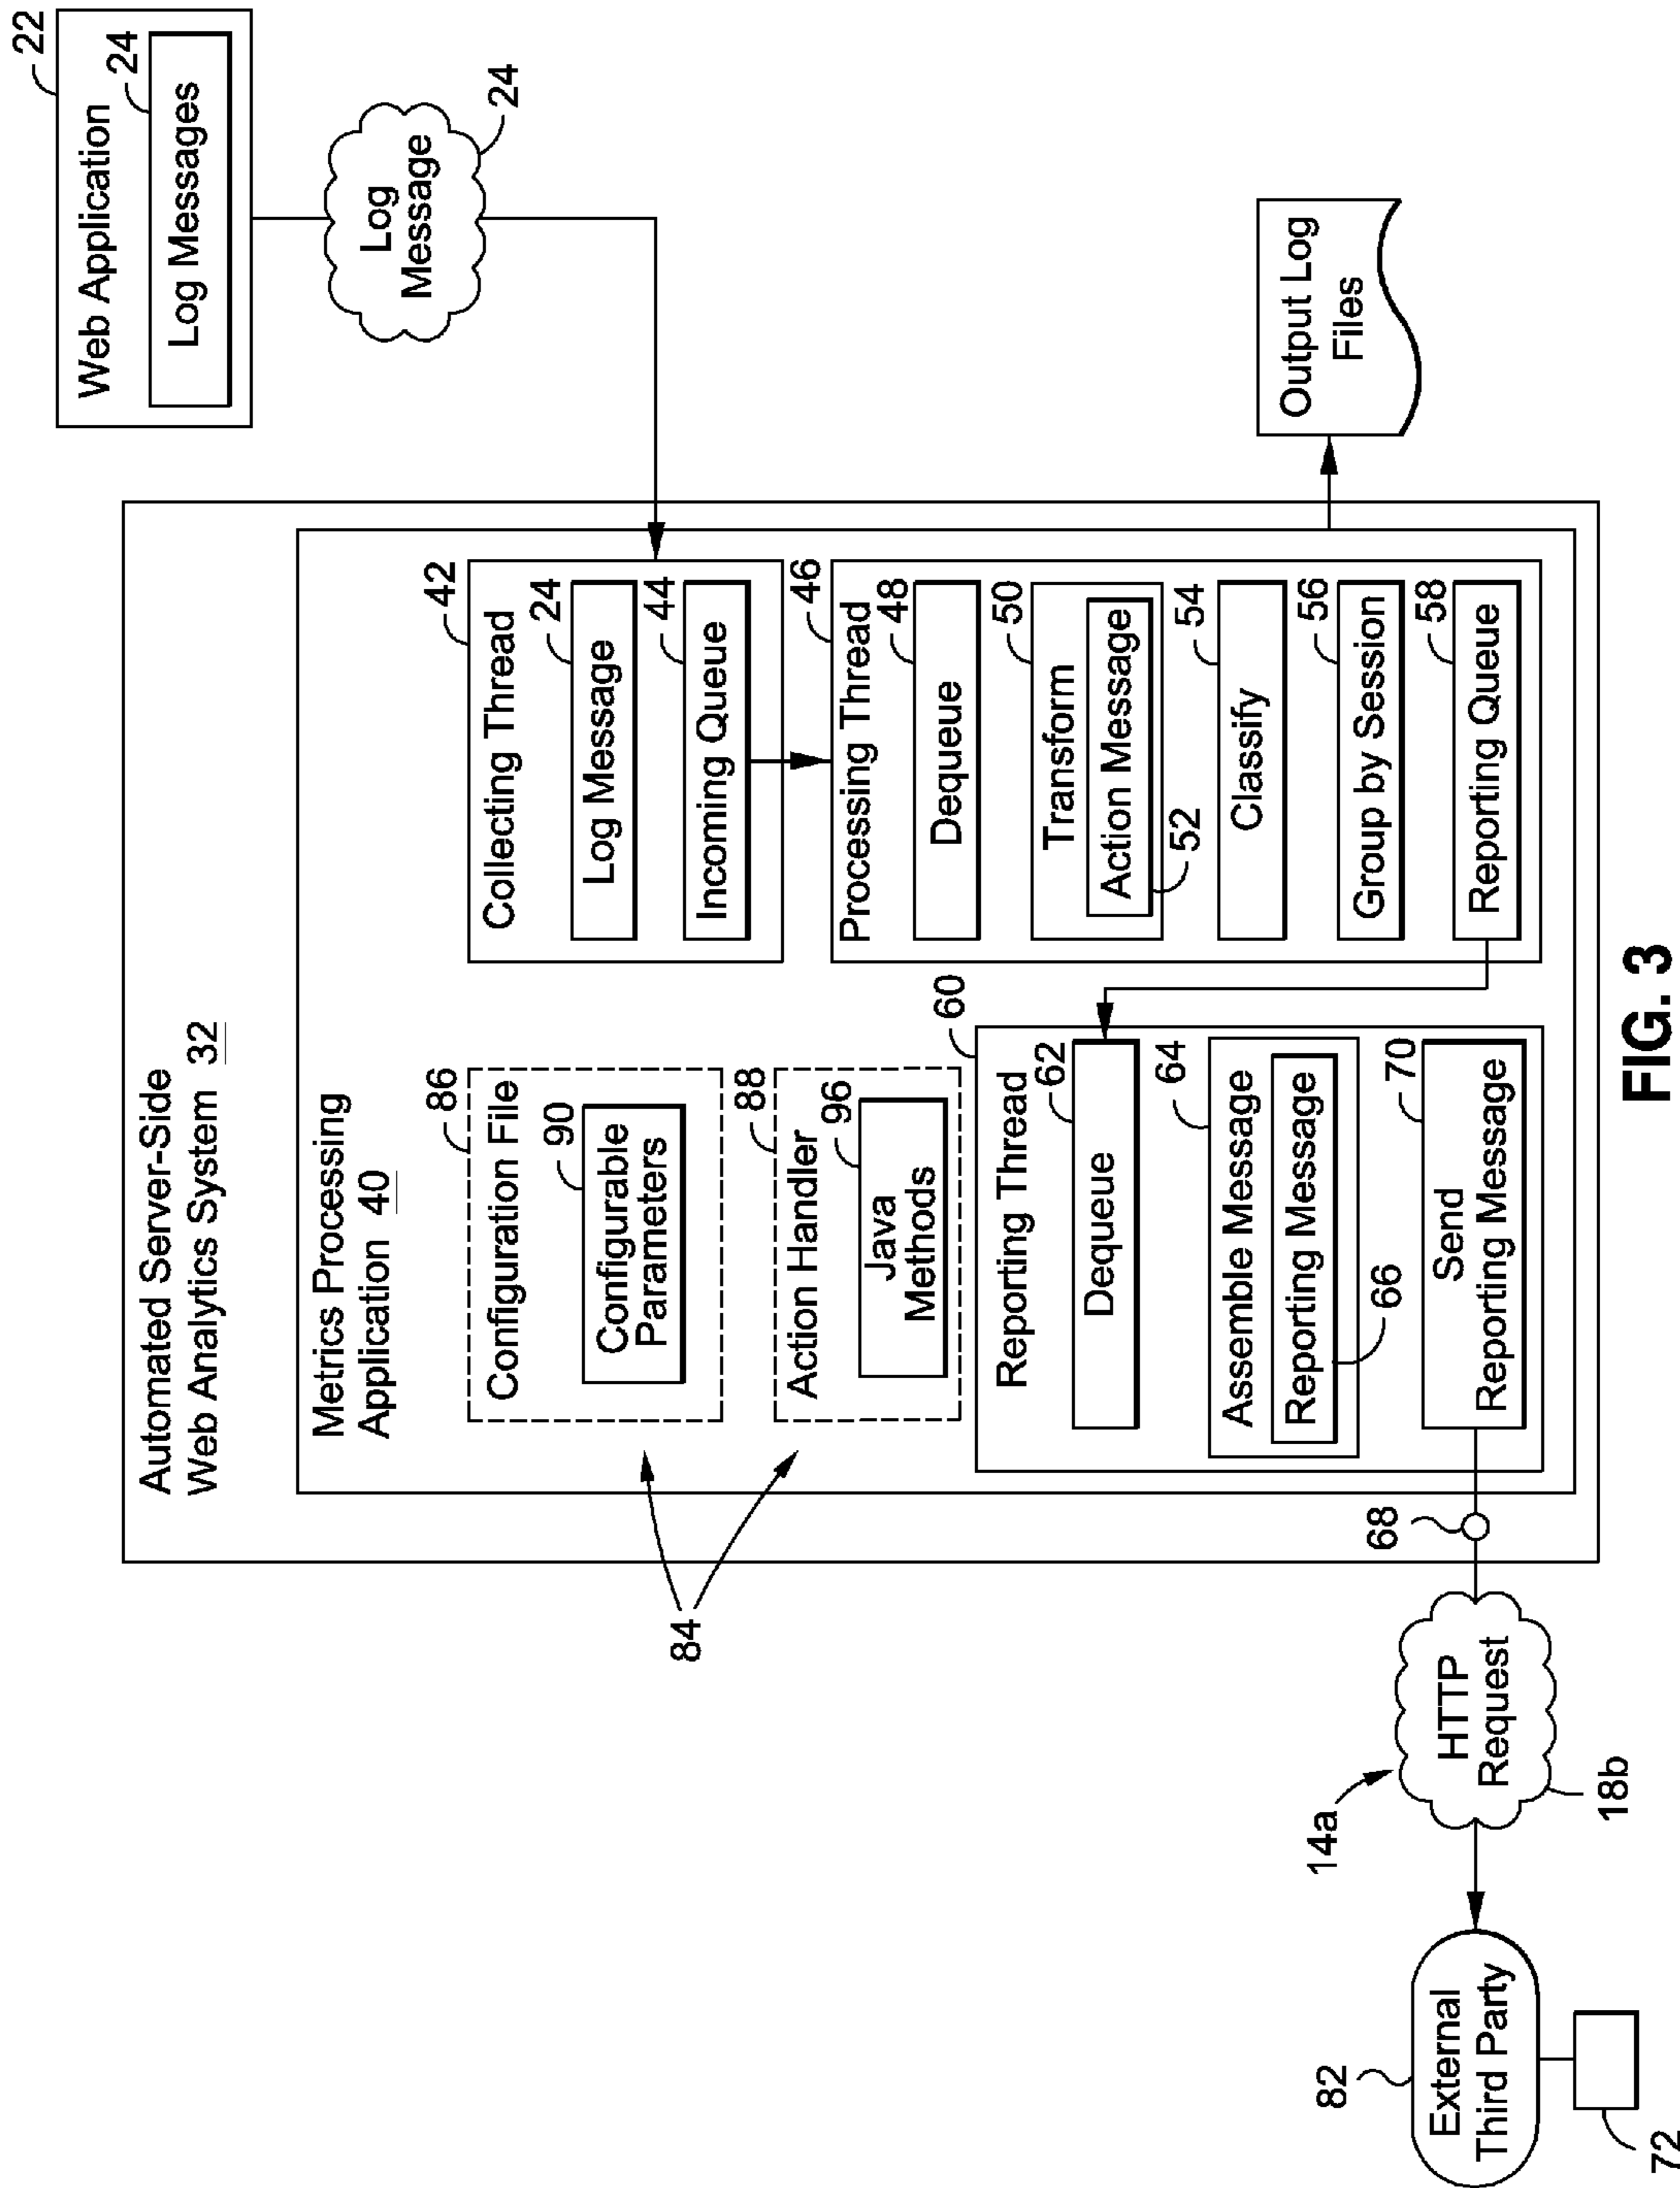 Automated Server-Side
Web Analytics System 32
Metrics Processing
Application 40
86
Configuration File
90
Configurable
Parameters
88
Action Handler
96
Java
Methods
84
42
Collecting Thread
24
Log Message
44
Incoming Queue
46
Processing Thread
48
Dequeue
50
Transform
Action Message
52
54
Classify
56
Group by Session
58
Reporting Queue
60
Reporting Thread
62
Dequeue
64
Assemble Message
Reporting Message
66
70
Send
Reporting Message
68
22
Web Application
24
Log Messages
Log
Message
24
Output Log
Files
HTTP
Request
14a
18b
82
External
Third Party
72
FIG. 3